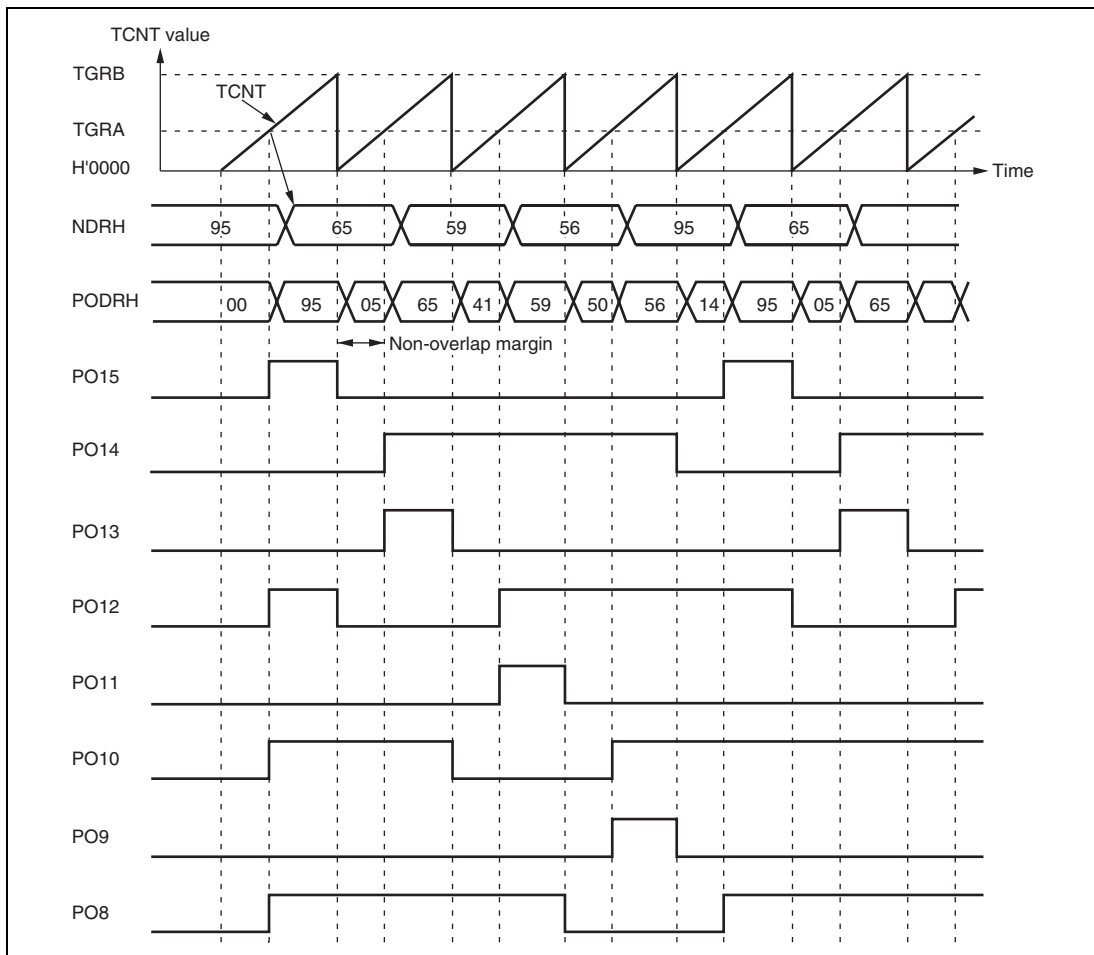 TCNT value
TGRB
TCNT
TGRA
H'0000
Time
NDRH 95 65 59 56 95 65
PODRH 00 95 05 65 41 59 50 56 14 95 05 65
Non-overlap margin
PO15
PO14
PO13
PO12
PO11
PO10
PO9
PO8